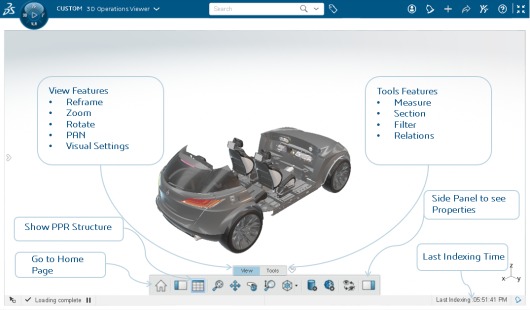 CUSTOM 3D Operations Viewer
Search
View Features
• Reframe
• Zoom
• Rotate
• PAN
• Visual Settings
Tools Features
• Measure
• Section
• Filter
• Relations
Side Panel to see
Properties
Show PPR Structure
Go to Home
Page
Last Indexing Time
View Tools
Loading complete
Last Indexing 05:51:41 PM
z
x y